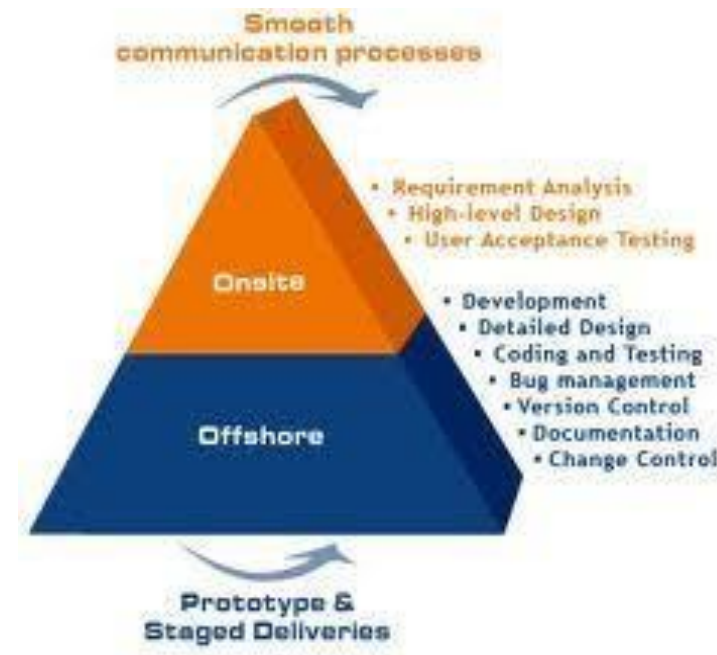 Smooth
communication processes
• Requirement Analysis
• High-level Design
• User Acceptance Testing
Onsite
• Development
• Detailed Design
• Coding and Testing
• Bug management
• Version Control
• Documentation
• Change Control
Offshore
Prototype &
Staged Deliveries